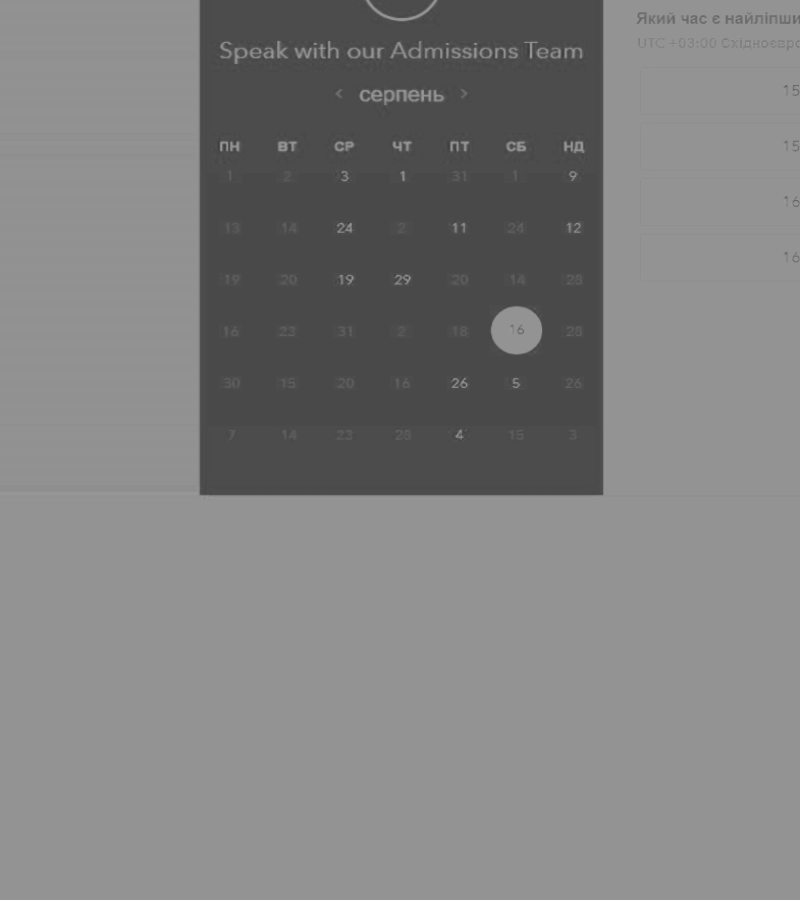 Який час є найліпши
Speak with our Admissions Team
UTC +03:00 Східноєвро
< серпень >
15
ПН ВТ СР ЧТ ПТ СБ НД
15
1 2 3 1 31 1 9
16
13 14 24 2 11 24 12
16
19 20 19 29 20 14 28
16 23 31 2 18 16 28
30 15 20 16 26 5 26
7 14 23 28 4 15 3